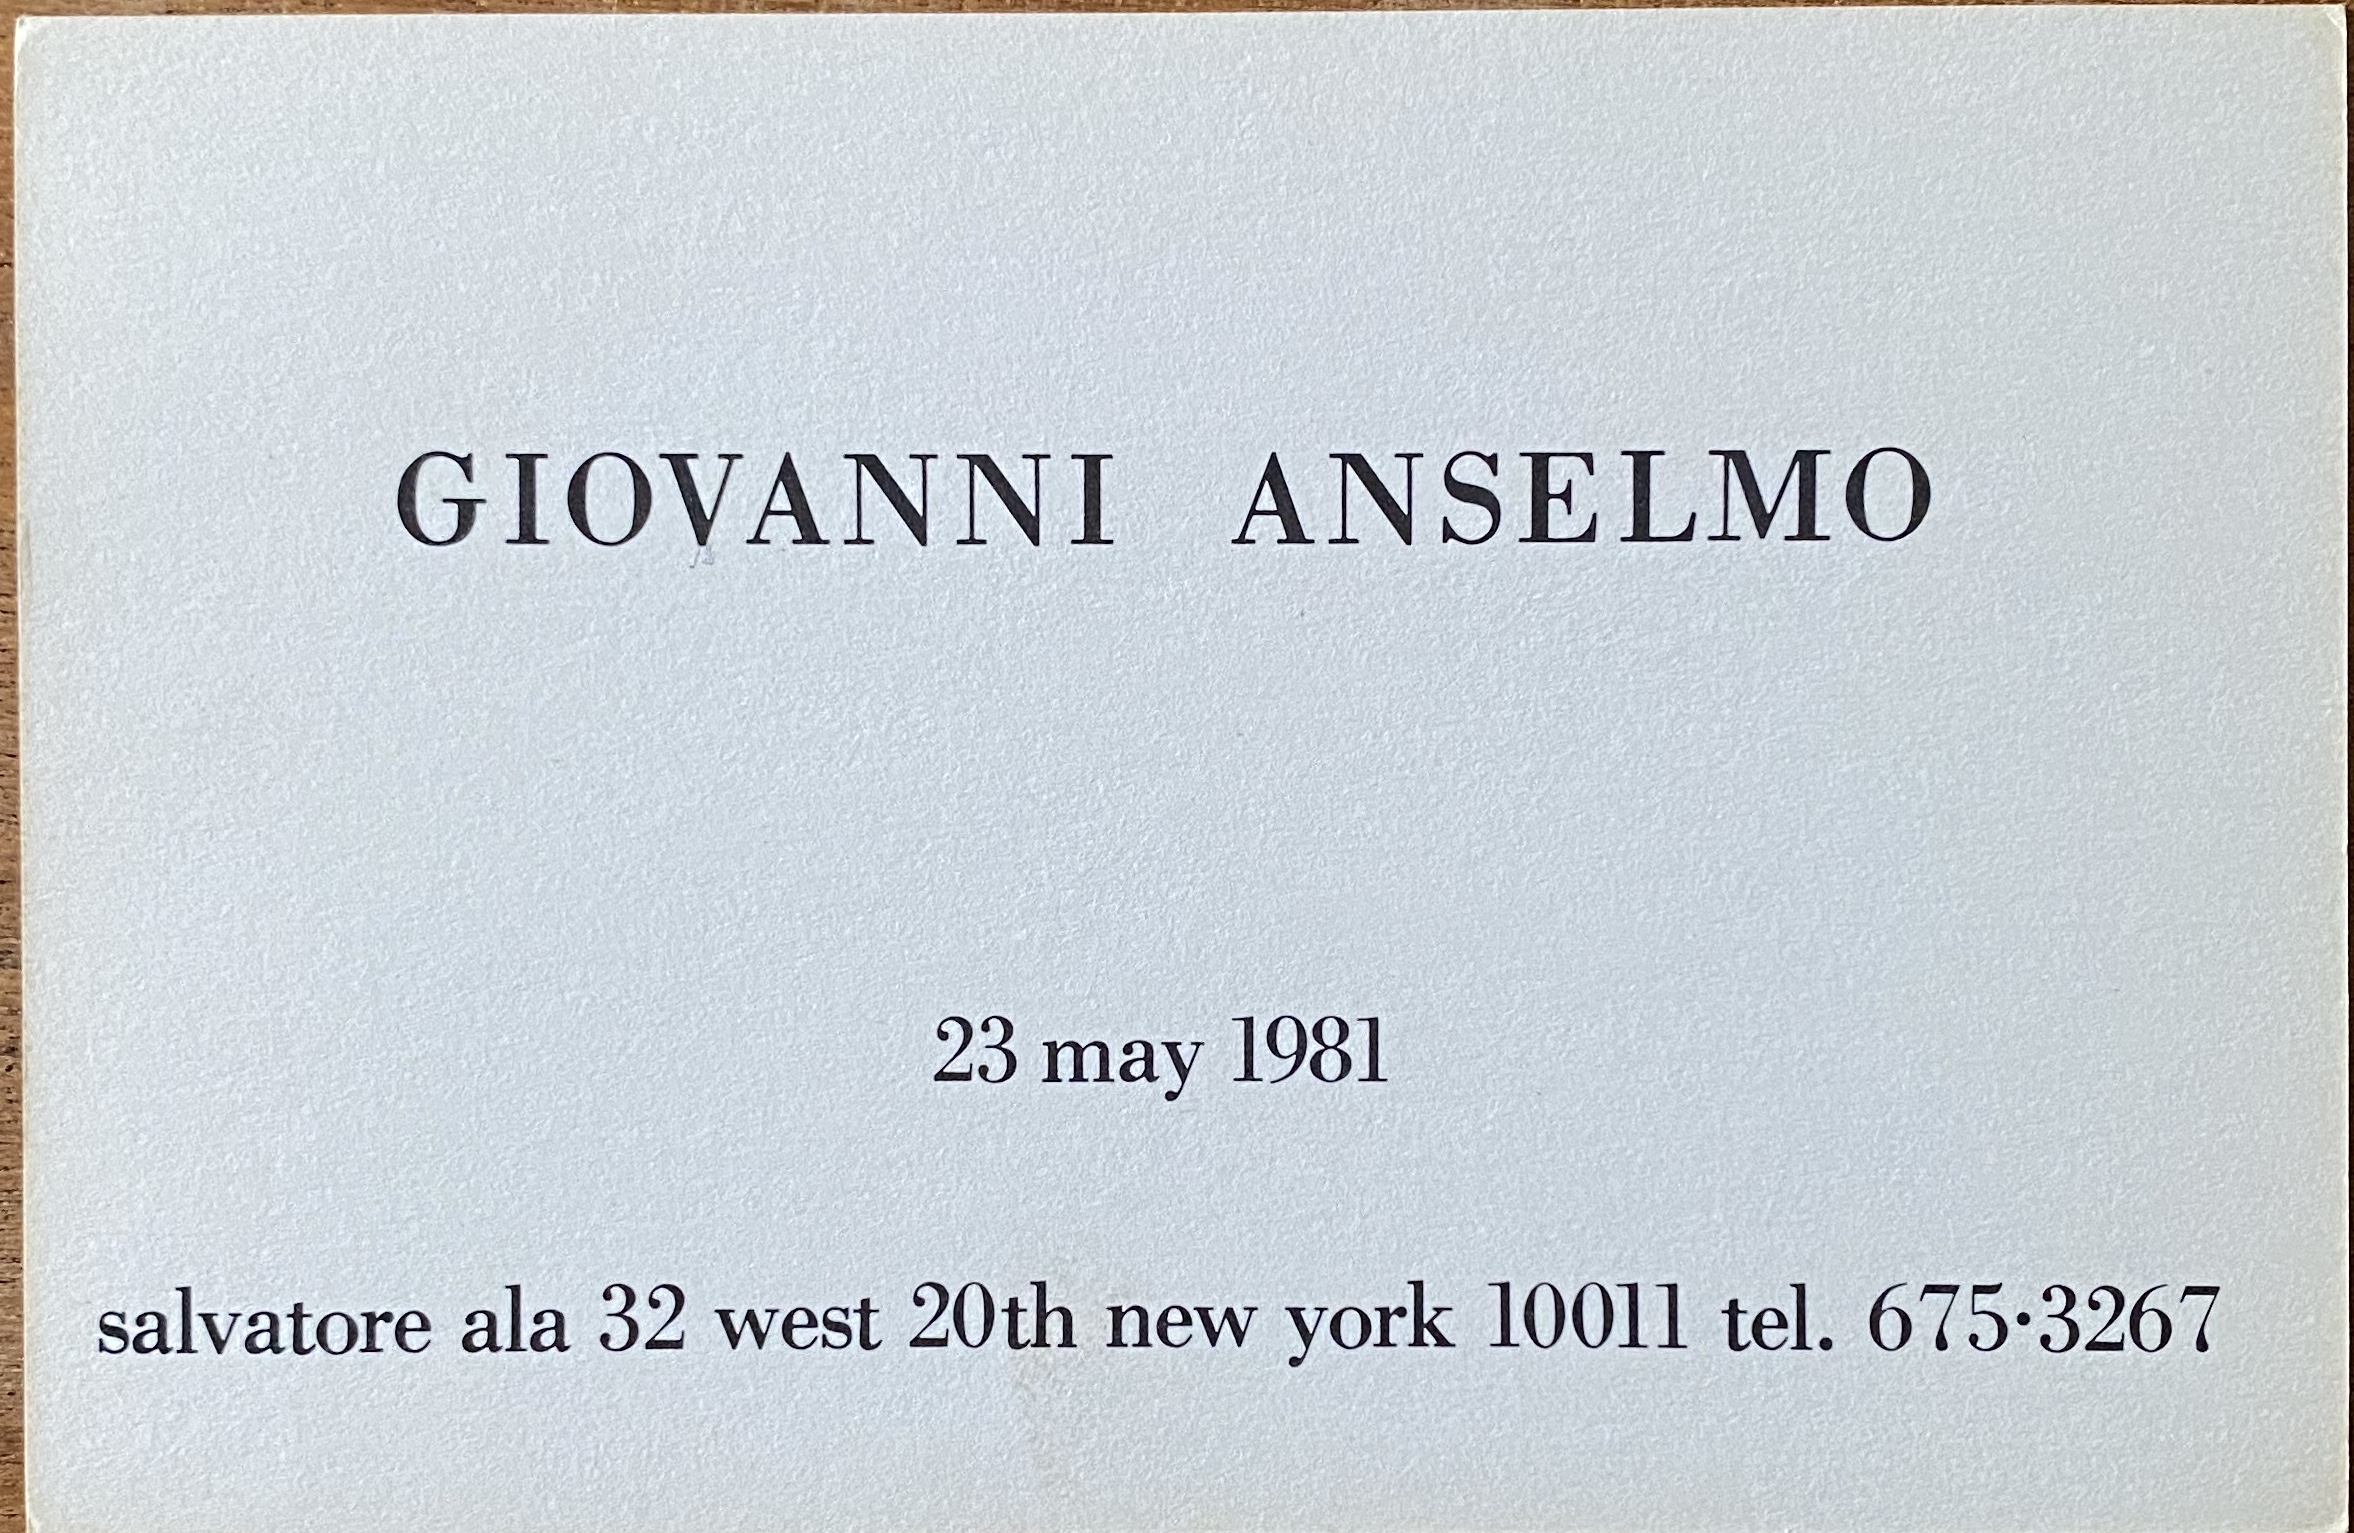 GIOVANNI ANSELMO
23 may 1981
salvatore ala 32 west 20th new york 10011 tel. 675·3267